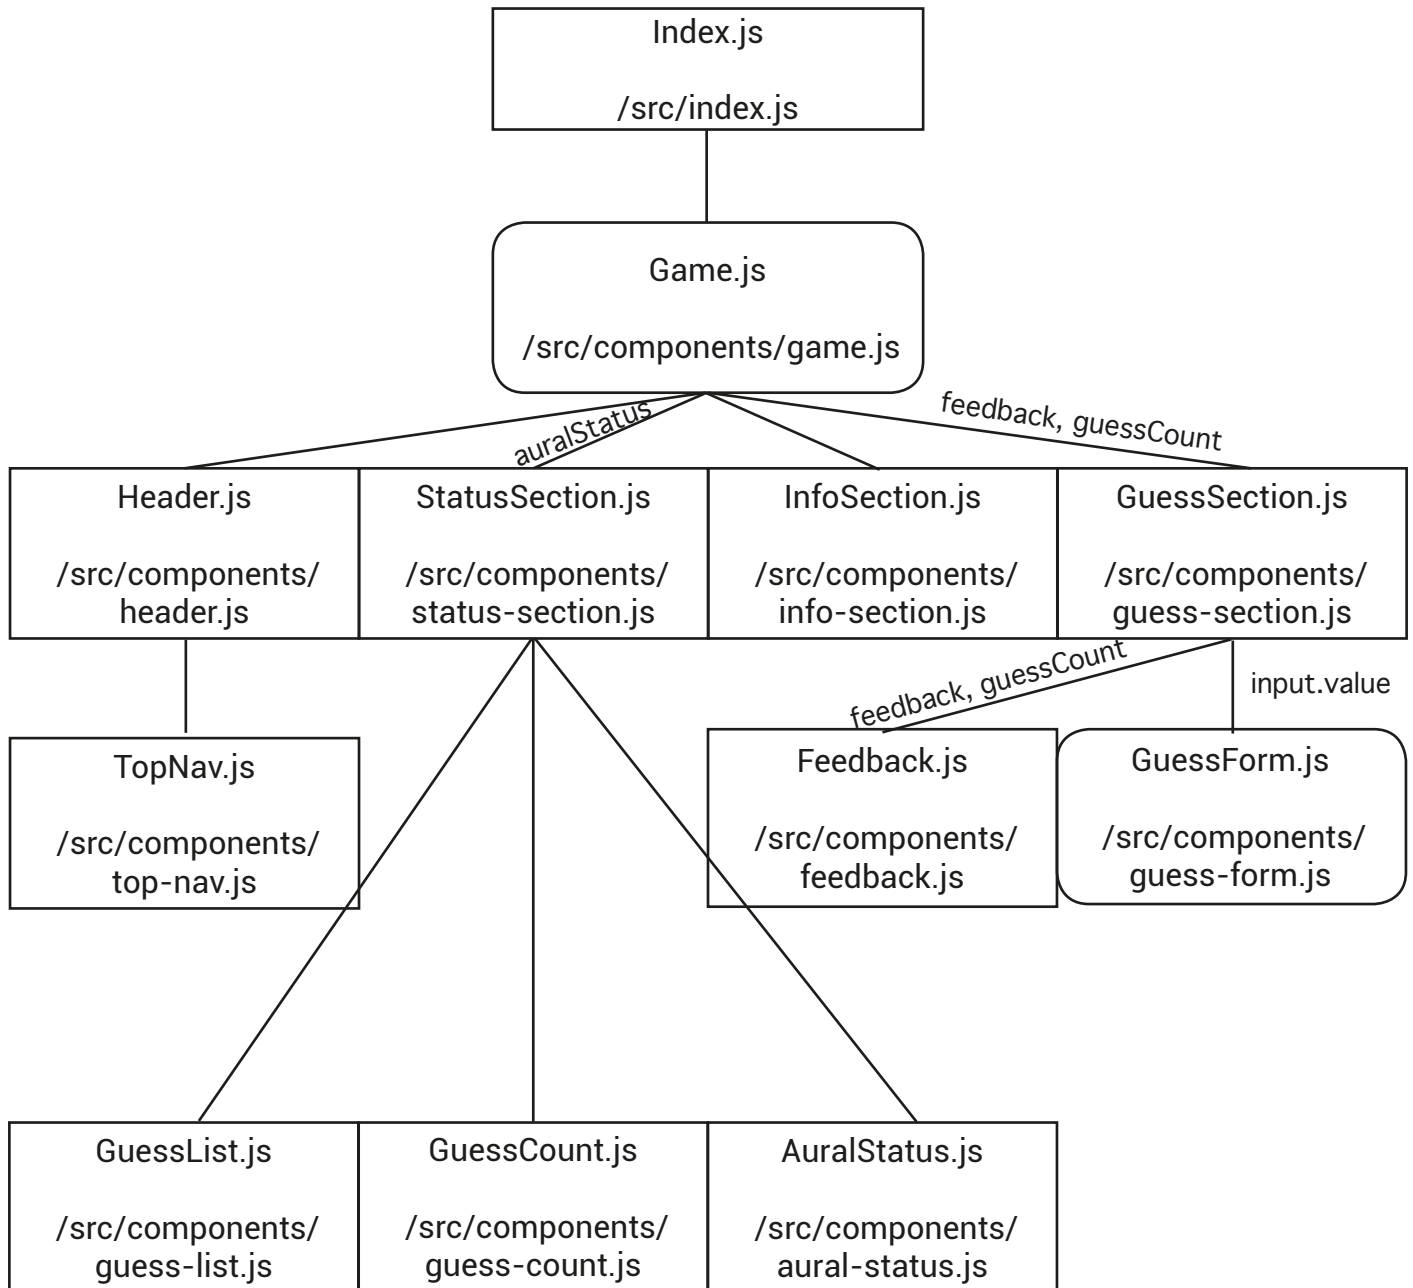 Index.js
/src/index.js
Game.js
/src/components/game.js
auralStatus
feedback, guessCount
Header.js
/src/components/
header.js
StatusSection.js
/src/components/
status-section.js
InfoSection.js
/src/components/
info-section.js
GuessSection.js
/src/components/
guess-section.js
feedback, guessCount
input.value
TopNav.js
/src/components/
top-nav.js
Feedback.js
/src/components/
feedback.js
GuessForm.js
/src/components/
guess-form.js
GuessList.js
/src/components/
guess-list.js
GuessCount.js
/src/components/
guess-count.js
AuralStatus.js
/src/components/
aural-status.js